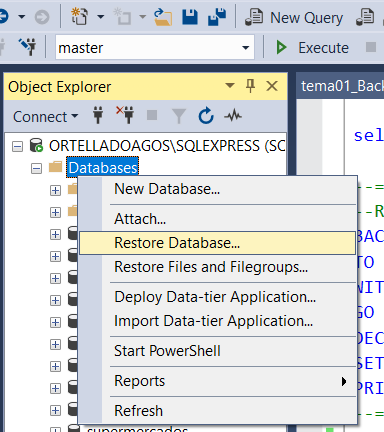 New Query
master
Execute
Object Explorer
tema01_Back
Connect
ORTELLADOAGOS\SQLEXPRESS (SC
sel
Databases
New Database...
Attach...
Restore Database...
Restore Files and Filegroups...
Deploy Data-tier Application...
Import Data-tier Application...
Start PowerShell
Reports
Refresh
--=
--R
BAC
TO
WIT
GO
DEC
SET
PRI
--=
supermercados